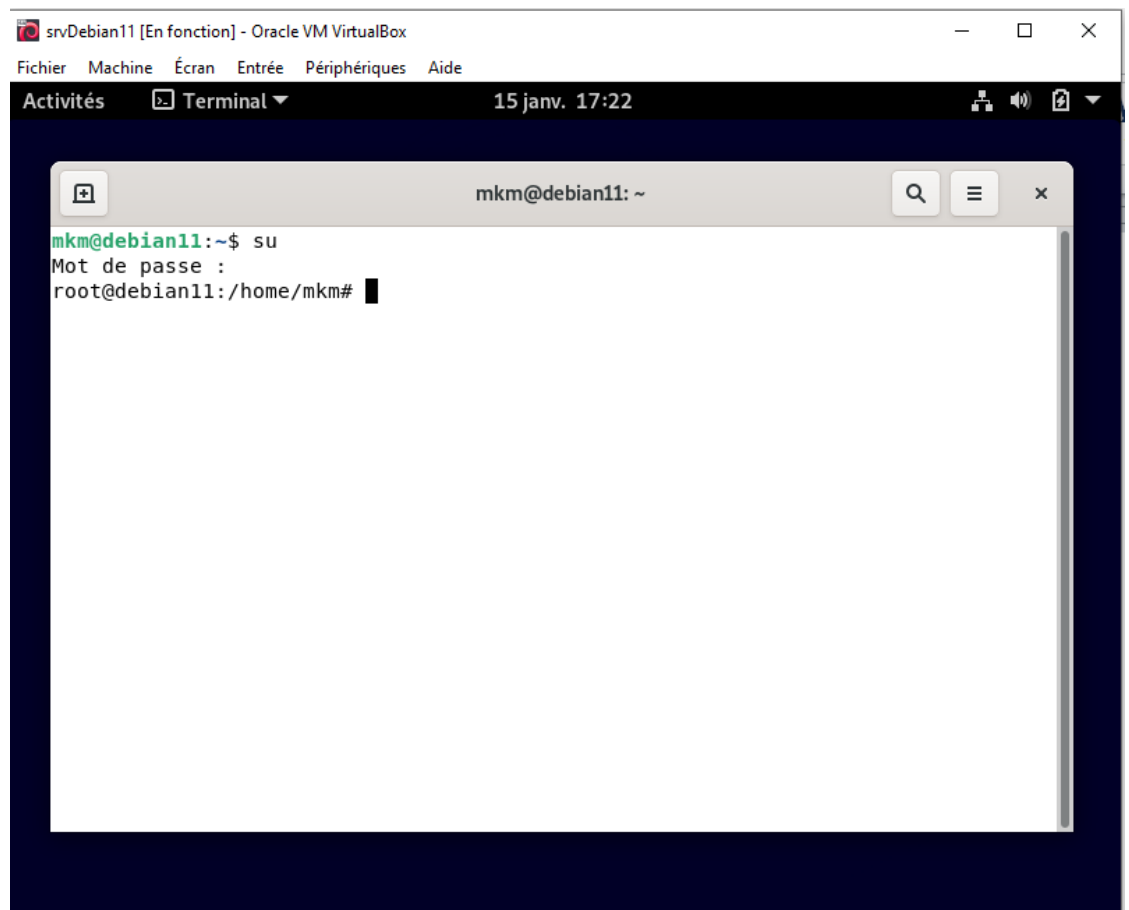 srvDebian11 [En fonction] - Oracle VM VirtualBox
Fichier Machine Écran Entrée Périphériques Aide
Activités Terminal 15 janv. 17:22
mkm@debian11: ~
mkm@debian11:~$ su
Mot de passe :
root@debian11:/home/mkm#